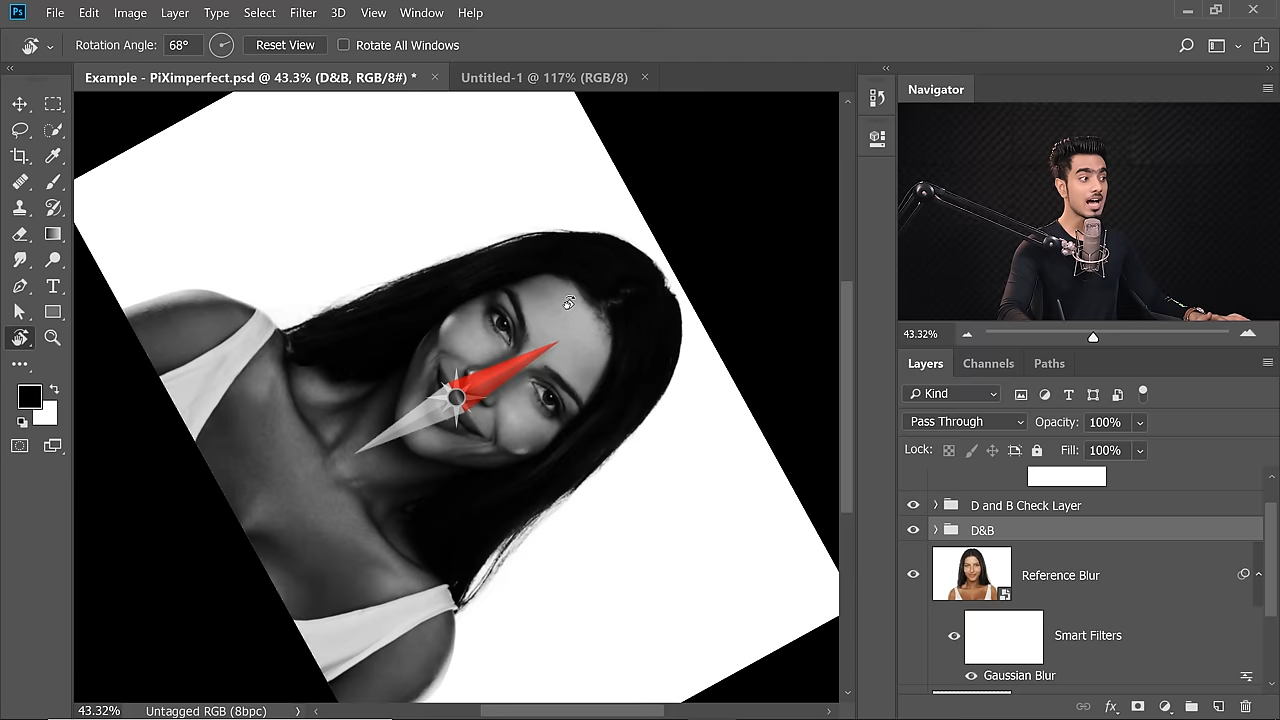 Ps File Edit Image Layer Type Select Filter 3D View Window Help
Rotation Angle: 68° Reset View Rotate All Windows
Example - PiXimperfect.psd @ 43.3% (D&B, RGB/8#) * × Untitled-1 @ 117% (RGB/8) ×
Navigator
43.32%
Layers Channels Paths
Kind
Pass Through Opacity: 100%
Lock: Fill: 100%
D and B Check Layer
D&B
Reference Blur
Smart Filters
Gaussian Blur
43.32% Untagged RGB (8bpc)
fx